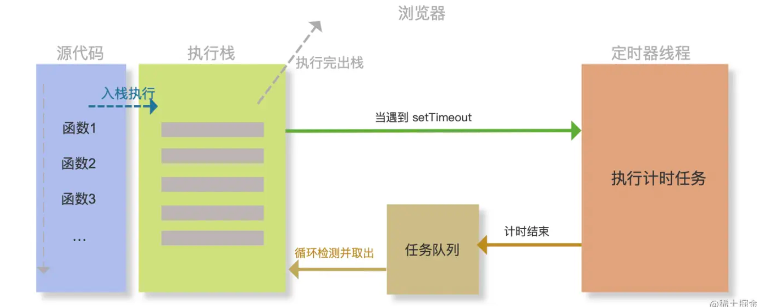 浏览器
源代码
执行栈
定时器线程
执行完出栈
入栈执行
当遇到 setTimeout
函数1
函数2
函数3
...
执行计时任务
计时结束
任务队列
循环检测并取出
@稀土掘金